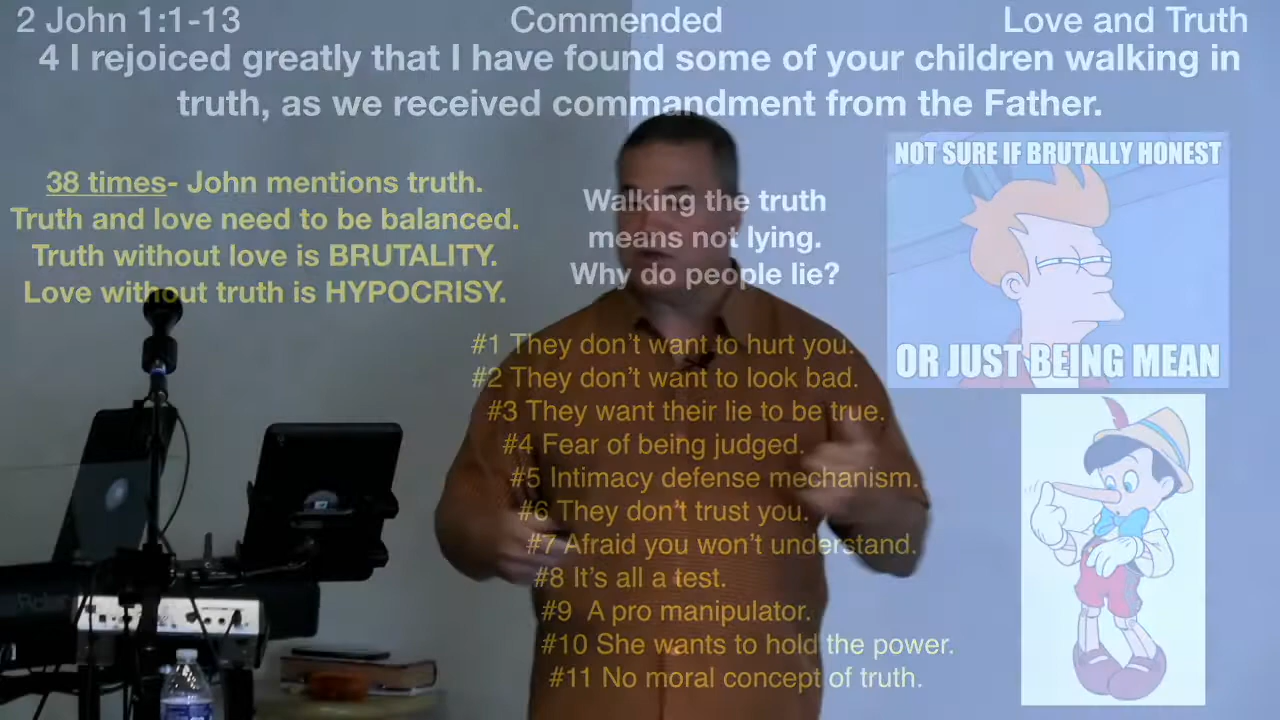 2 John 1:1-13
Commended
Love and Truth
4 I rejoiced greatly that I have found some of your children walking in
truth, as we received commandment from the Father.
38 times- John mentions truth.
Truth and love need to be balanced.
Truth without love is BRUTALITY.
Love without truth is HYPOCRISY.
Walking the truth
means not lying.
Why do people lie?
#1 They don't want to hurt you.
#2 They don't want to look bad.
#3 They want their lie to be true.
#4 Fear of being judged.
#5 Intimacy defense mechanism.
#6 They don't trust you.
#7 Afraid you won't understand.
#8 It's all a test.
#9 A pro manipulator.
#10 She wants to hold the power.
#11 No moral concept of truth.
NOT SURE IF BRUTALLY HONEST
OR JUST BEING MEAN
Roland